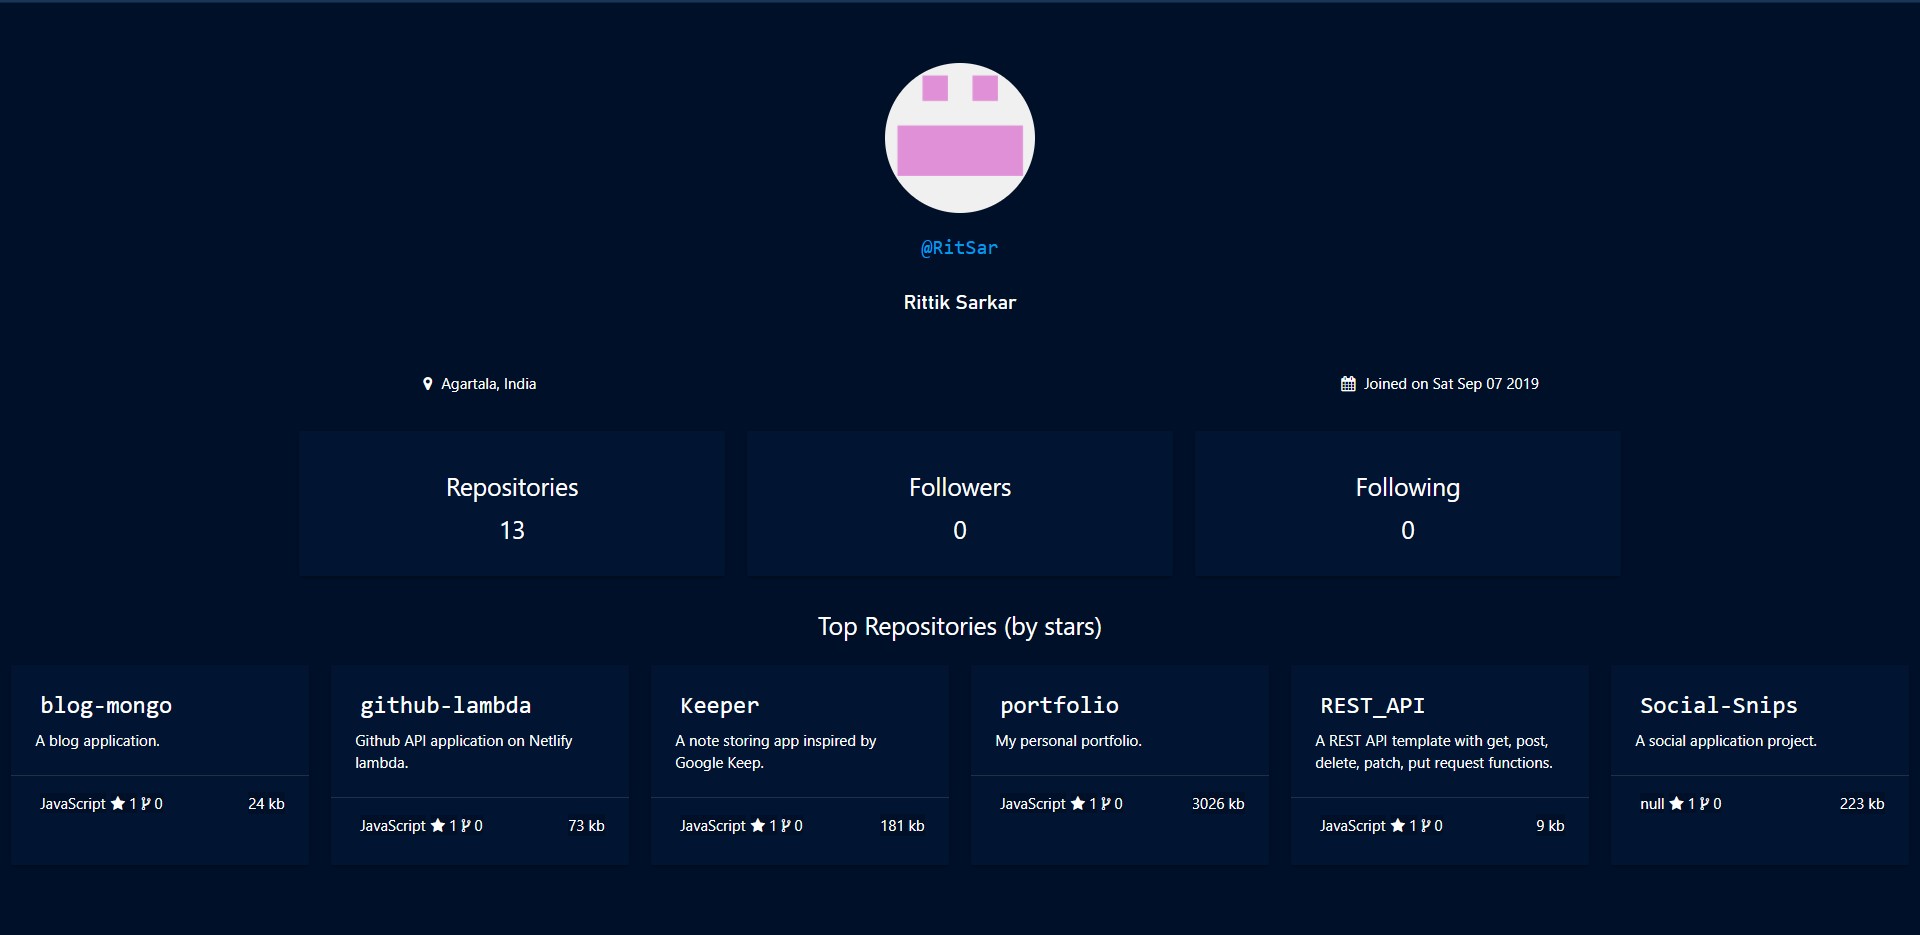 @RitSar
Rittik Sarkar
Agartala, India
Joined on Sat Sep 07 2019
Repositories
13
Followers
0
Following
0
Top Repositories (by stars)
blog-mongo
A blog application.
JavaScript 1 0 24 kb
github-lambda
Github API application on Netlify
lambda.
JavaScript 1 0 73 kb
Keeper
A note storing app inspired by
Google Keep.
JavaScript 1 0 181 kb
portfolio
My personal portfolio.
JavaScript 1 0 3026 kb
REST_API
A REST API template with get, post,
delete, patch, put request functions.
JavaScript 1 0 9 kb
Social-Snips
A social application project.
null 1 0 223 kb